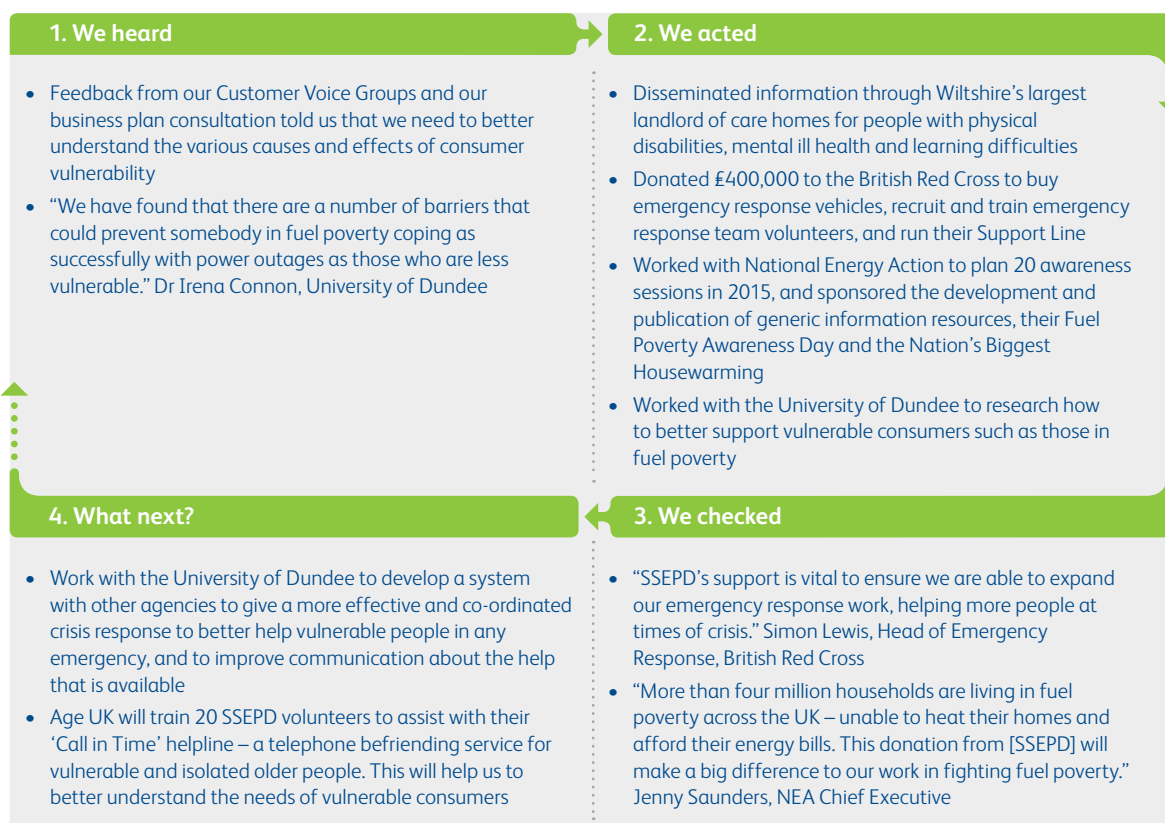 1. We heard
• Feedback from our Customer Voice Groups and our
business plan consultation told us that we need to better
understand the various causes and effects of consumer
vulnerability
• “We have found that there are a number of barriers that
could prevent somebody in fuel poverty coping as
successfully with power outages as those who are less
vulnerable.” Dr Irena Connon, University of Dundee
2. We acted
• Disseminated information through Wiltshire’s largest
landlord of care homes for people with physical
disabilities, mental ill health and learning difficulties
• Donated £400,000 to the British Red Cross to buy
emergency response vehicles, recruit and train emergency
response team volunteers, and run their Support Line
• Worked with National Energy Action to plan 20 awareness
sessions in 2015, and sponsored the development and
publication of generic information resources, their Fuel
Poverty Awareness Day and the Nation’s Biggest
Housewarming
• Worked with the University of Dundee to research how
to better support vulnerable consumers such as those in
fuel poverty
3. We checked
• “SSEPD’s support is vital to ensure we are able to expand
our emergency response work, helping more people at
times of crisis.” Simon Lewis, Head of Emergency
Response, British Red Cross
• “More than four million households are living in fuel
poverty across the UK – unable to heat their homes and
afford their energy bills. This donation from [SSEPD] will
make a big difference to our work in fighting fuel poverty.”
Jenny Saunders, NEA Chief Executive
4. What next?
• Work with the University of Dundee to develop a system
with other agencies to give a more effective and co-ordinated
crisis response to better help vulnerable people in any
emergency, and to improve communication about the help
that is available
• Age UK will train 20 SSEPD volunteers to assist with their
‘Call in Time’ helpline – a telephone befriending service for
vulnerable and isolated older people. This will help us to
better understand the needs of vulnerable consumers